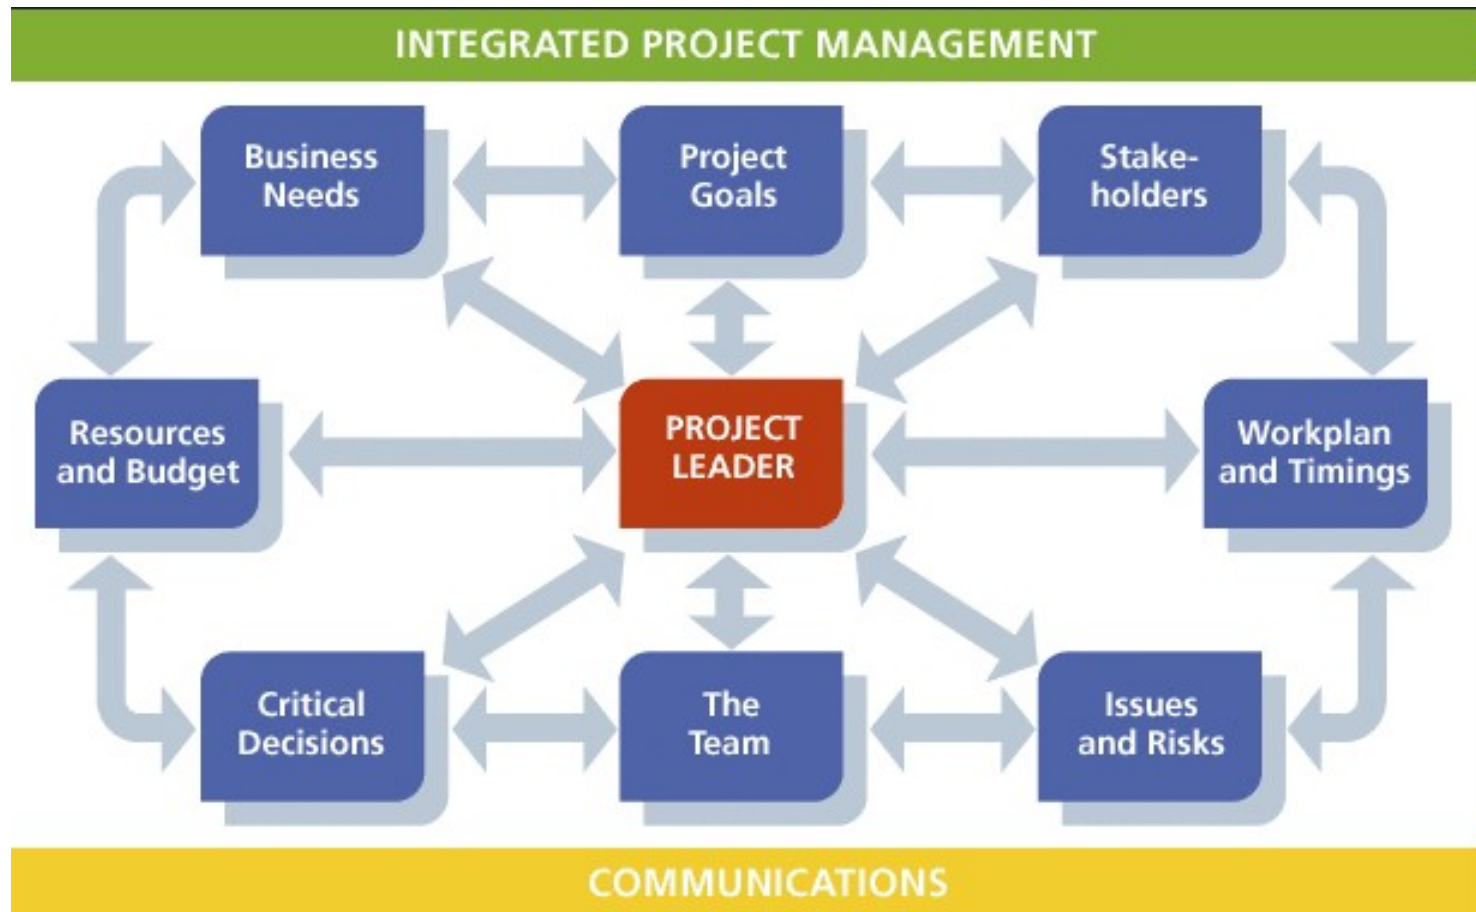 INTEGRATED PROJECT MANAGEMENT
Business
Needs
Project
Goals
Stake-
holders
Resources
and Budget
PROJECT
LEADER
Workplan
and Timings
Critical
Decisions
The
Team
Issues
and Risks
COMMUNICATIONS